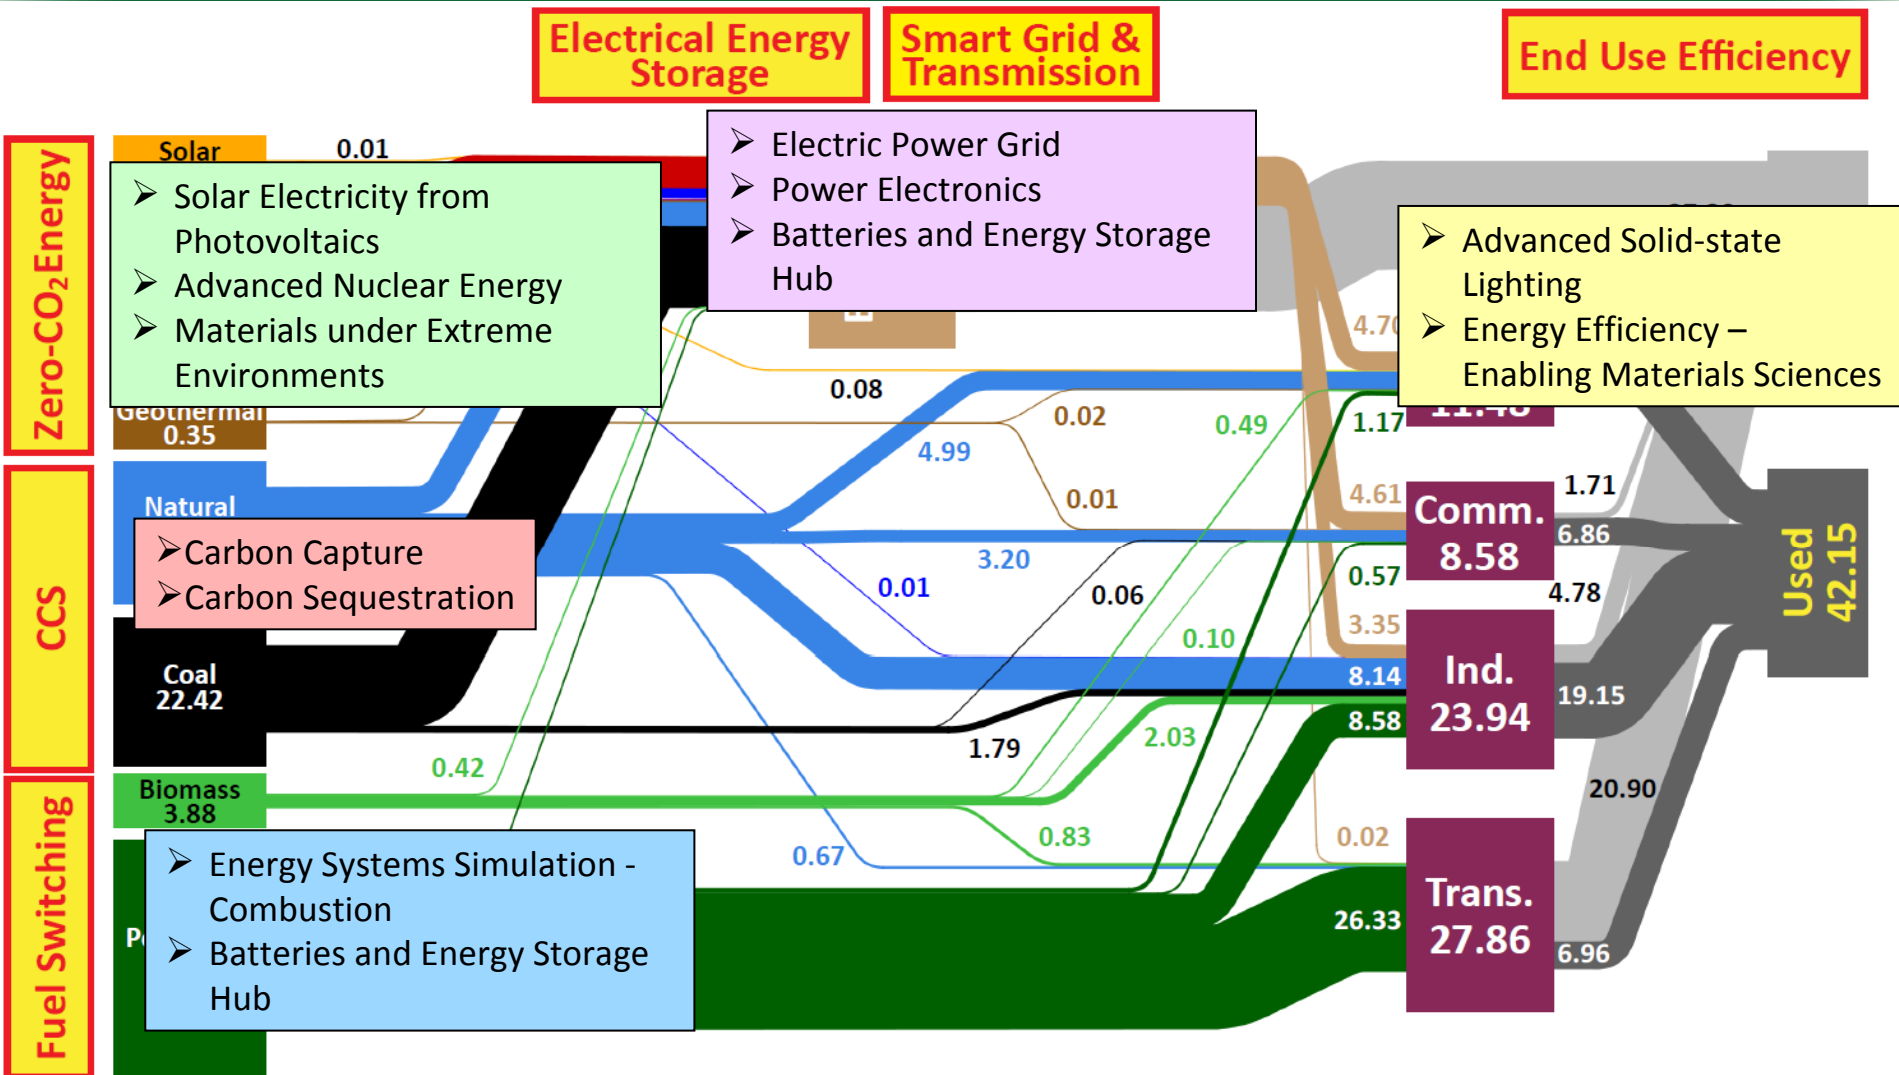 Electrical Energy
Storage
Smart Grid &
Transmission
End Use Efficiency
Zero-CO₂Energy
CCS
Fuel Switching
Solar
0.01
➢ Solar Electricity from
Photovoltaics
➢ Advanced Nuclear Energy
➢ Materials under Extreme
Environments
➢ Electric Power Grid
➢ Power Electronics
➢ Batteries and Energy Storage
Hub
➢ Advanced Solid-state
Lighting
➢ Energy Efficiency –
Enabling Materials Sciences
4.70
0.08
Geothermal
0.35
0.02
0.49
1.17
11.48
4.99
Natural
0.01
4.61
Comm.
8.58
1.71
6.86
➢Carbon Capture
➢Carbon Sequestration
3.20
0.01
0.06
0.57
4.78
Used
42.15
0.10
3.35
Coal
22.42
8.14
Ind.
23.94
19.15
8.58
1.79
2.03
0.42
Biomass
3.88
20.90
0.83
0.67
0.02
➢ Energy Systems Simulation -
Combustion
➢ Batteries and Energy Storage
Hub
26.33
Trans.
27.86
6.96